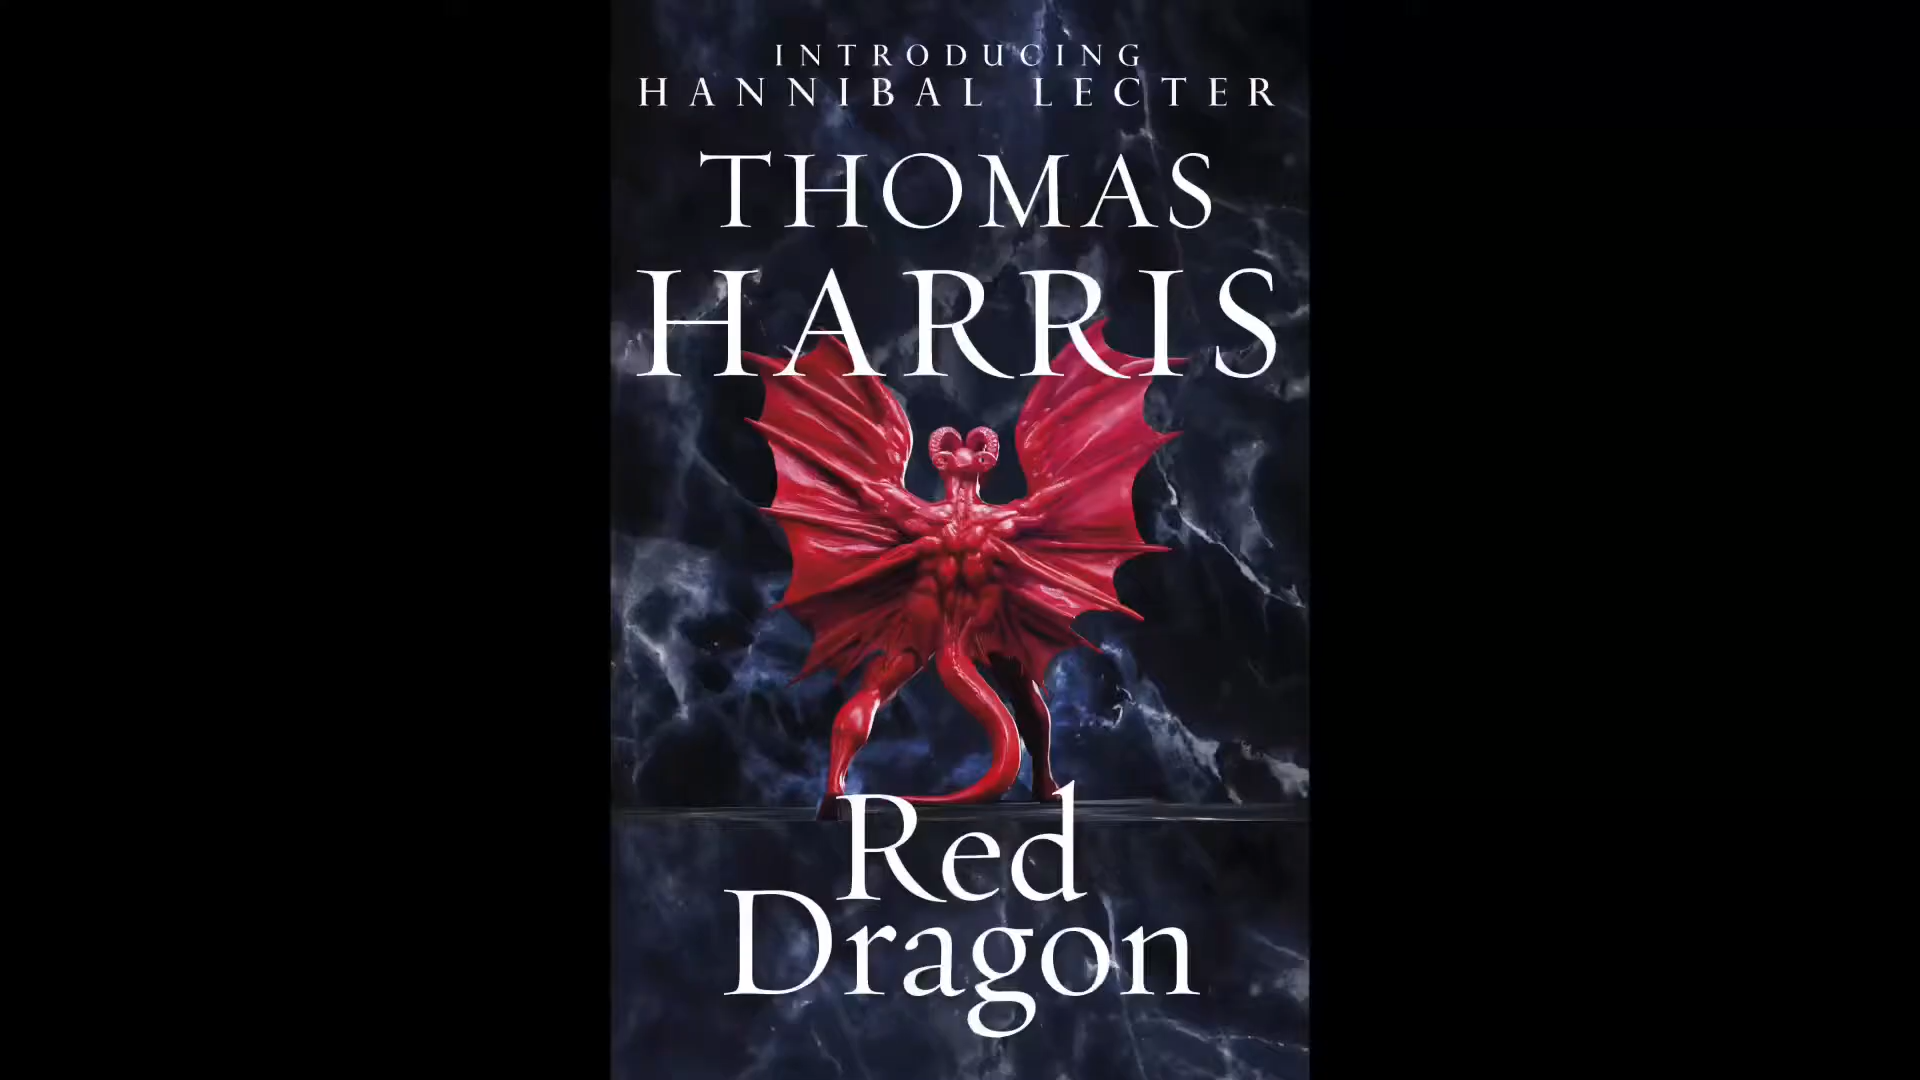 INTRODUCING
HANNIBAL LECTER
THOMAS
HARRIS
Red
Dragon